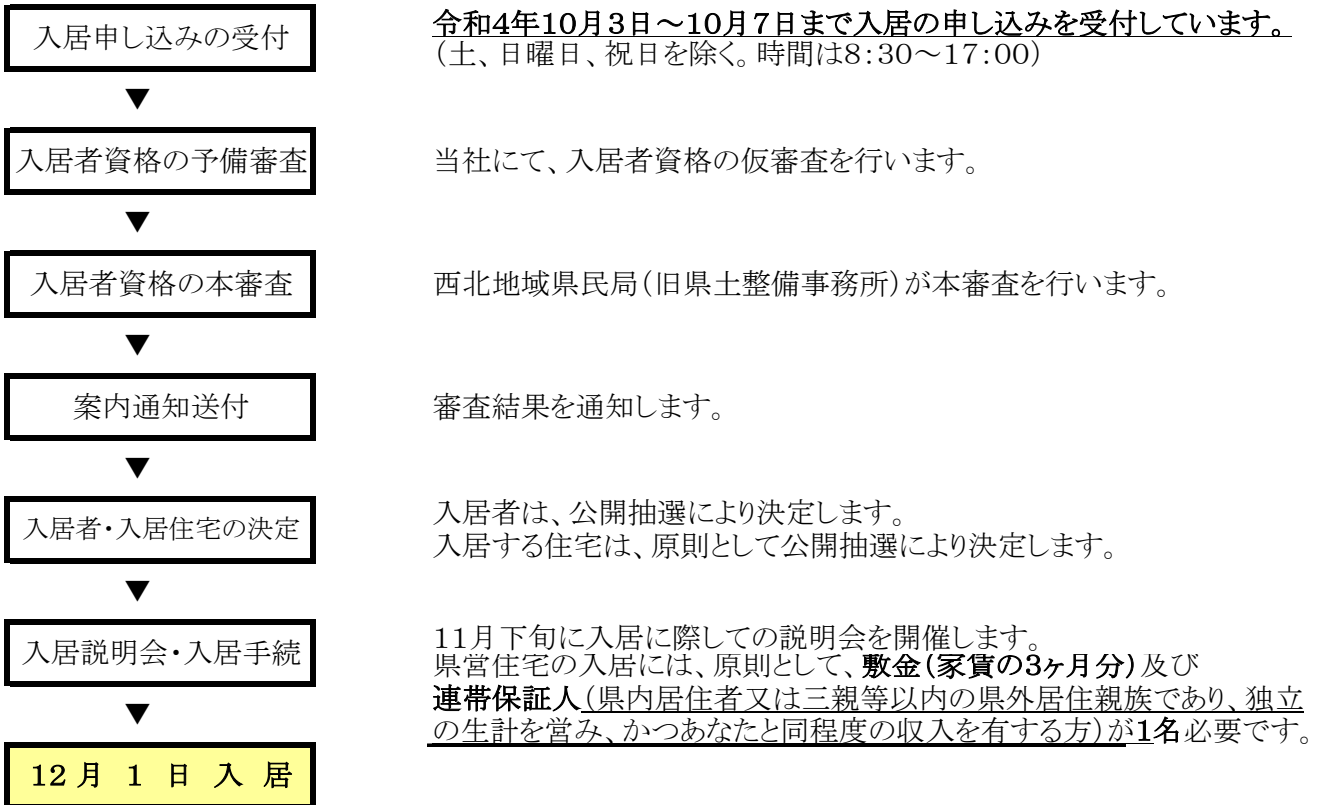 入居申し込みの受付
令和4年10月3日～10月7日まで入居の申し込みを受付しています。
（土、日曜日、祝日を除く。時間は8：30～17：00）
▼
入居者資格の予備審査
当社にて、入居者資格の仮審査を行います。
▼
入居者資格の本審査
西北地域県民局（旧県土整備事務所）が本審査を行います。
▼
案内通知送付
審査結果を通知します。
▼
入居者・入居住宅の決定
入居者は、公開抽選により決定します。
入居する住宅は、原則として公開抽選により決定します。
▼
入居説明会・入居手続
11月下旬に入居に際しての説明会を開催します。
県営住宅の入居には、原則として、敷金（家賃の3ヶ月分）及び
連帯保証人（県内居住者又は三親等以内の県外居住親族であり、独立
の生計を営み、かつあなたと同程度の収入を有する方）が1名必要です。
▼
12月 1 日 入 居